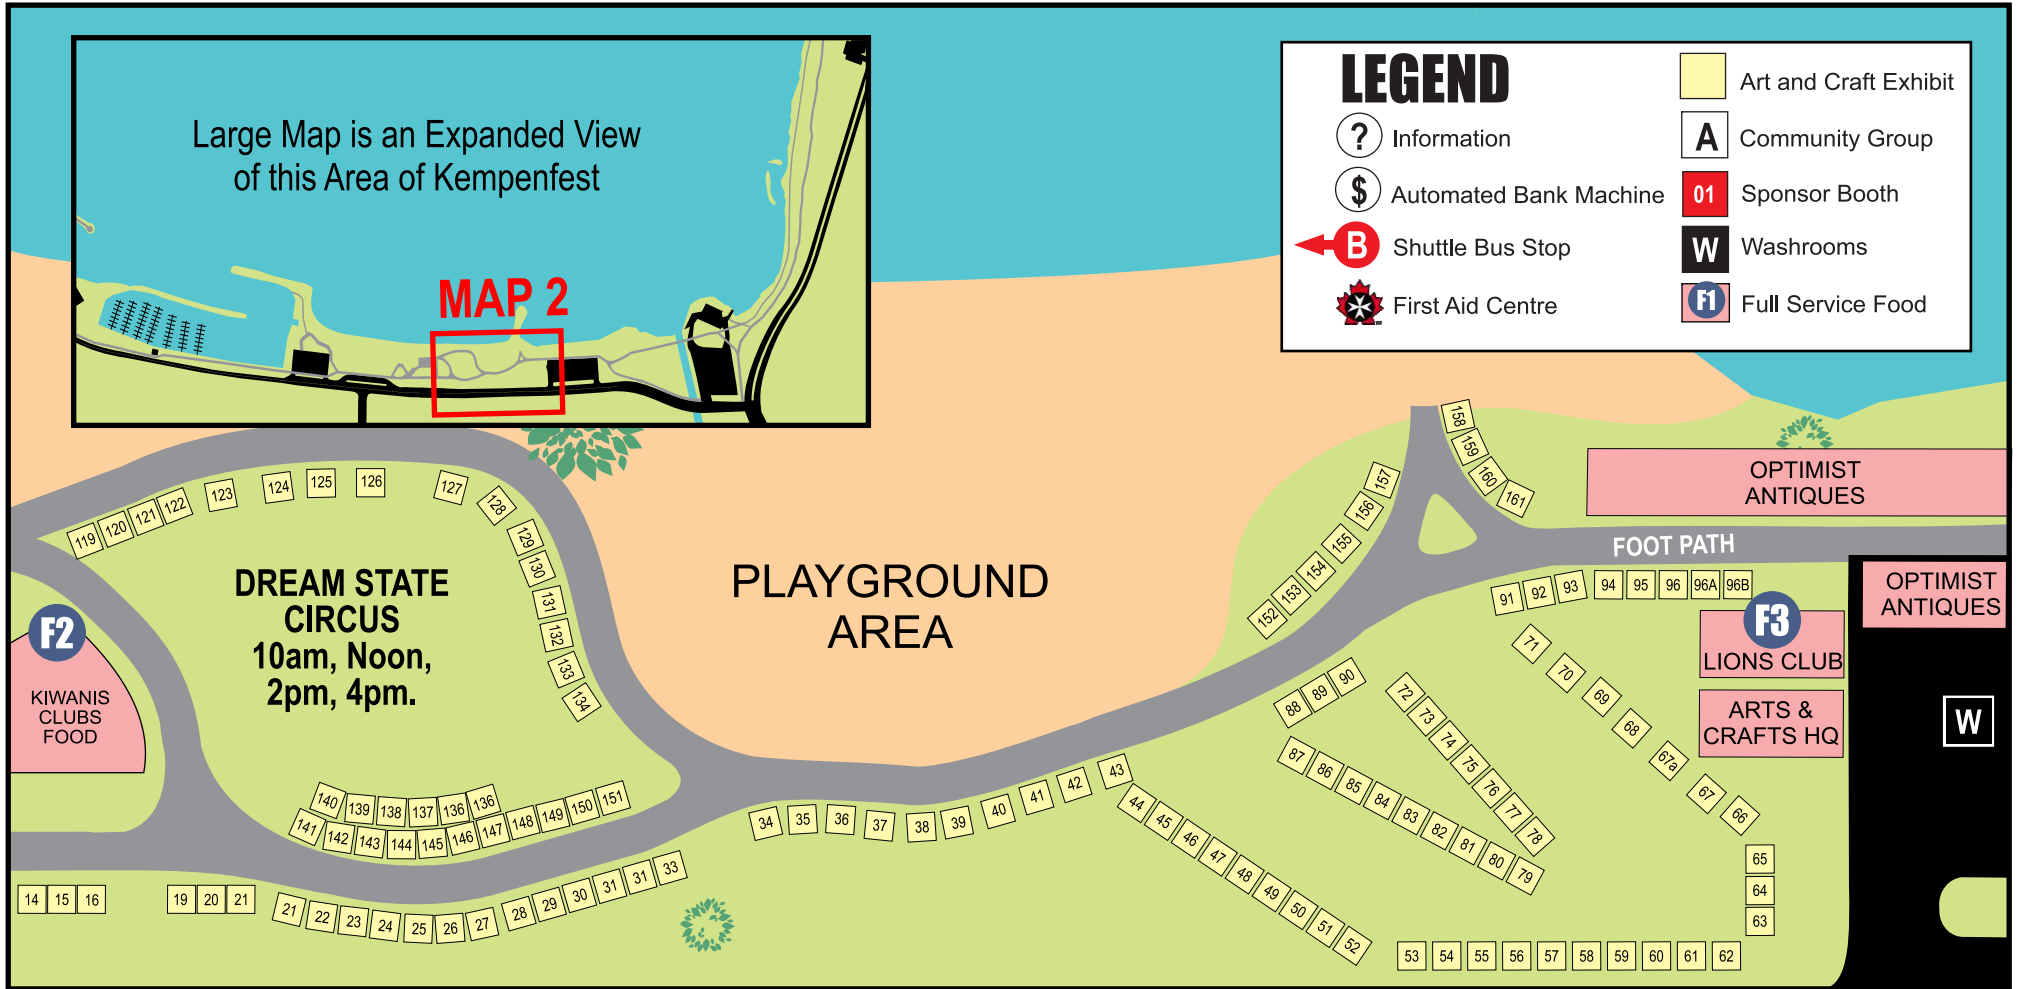 Large Map is an Expanded View
of this Area of Kempenfest
MAP 2
LEGEND
? Information
$ Automated Bank Machine
B Shuttle Bus Stop
First Aid Centre
Art and Craft Exhibit
A Community Group
01 Sponsor Booth
W Washrooms
F1 Full Service Food
158
159
160
161
157
156
155
154
153
152
OPTIMIST
ANTIQUES
FOOT PATH
OPTIMIST
ANTIQUES
119 120 121 122 123 124 125 126 127 128
129
130
131
132
133
134
DREAM STATE
CIRCUS
10am, Noon,
2pm, 4pm.
PLAYGROUND
AREA
F2
KIWANIS
CLUBS
FOOD
91 92 93 94 95 96 96A 96B
F3
LIONS CLUB
ARTS &
CRAFTS HQ
W
71
70
69
68
67a
67
66
65
64
63
88 89 90
72
73
74
75
76
77
78
87
86
85
84
83
82
81
80
79
140 139 138 137 136 136
141 142 143 144 145 146 147 148 149 150 151
34 35 36 37 38 39 40 41 42 43
44
45
46
47
48
49
50
51
52
14 15 16 19 20 21
21 22 23 24 25 26 27 28 29 30 31 31 33
53 54 55 56 57 58 59 60 61 62